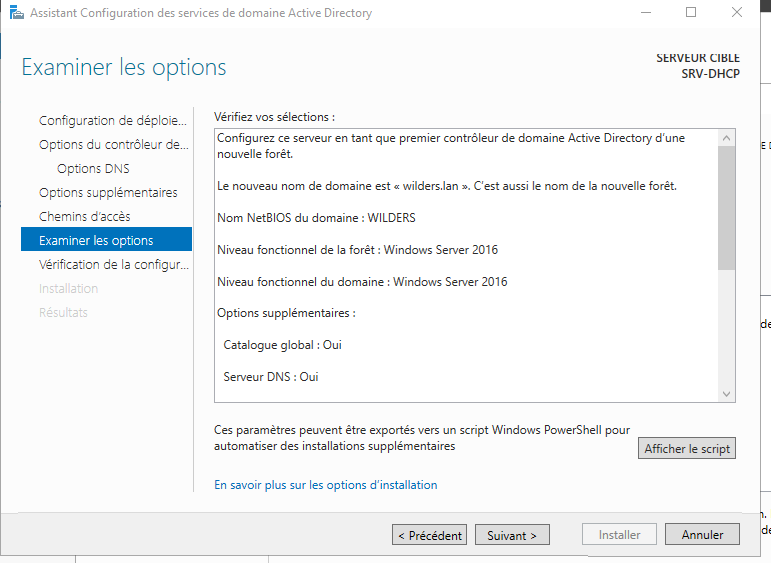 Assistant Configuration des services de domaine Active Directory
Examiner les options
SERVEUR CIBLE
SRV-DHCP
Configuration de déploie...
Options du contrôleur de...
Options DNS
Options supplémentaires
Chemins d’accès
Examiner les options
Vérification de la configur...
Installation
Résultats
Vérifiez vos sélections :
Configurez ce serveur en tant que premier contrôleur de domaine Active Directory d’une
nouvelle forêt.
Le nouveau nom de domaine est « wilders.lan ». C’est aussi le nom de la nouvelle forêt.
Nom NetBIOS du domaine : WILDERS
Niveau fonctionnel de la forêt : Windows Server 2016
Niveau fonctionnel du domaine : Windows Server 2016
Options supplémentaires :
Catalogue global : Oui
Serveur DNS : Oui
Ces paramètres peuvent être exportés vers un script Windows PowerShell pour
automatiser des installations supplémentaires
Afficher le script
En savoir plus sur les options d’installation
< Précédent
Suivant >
Installer
Annuler